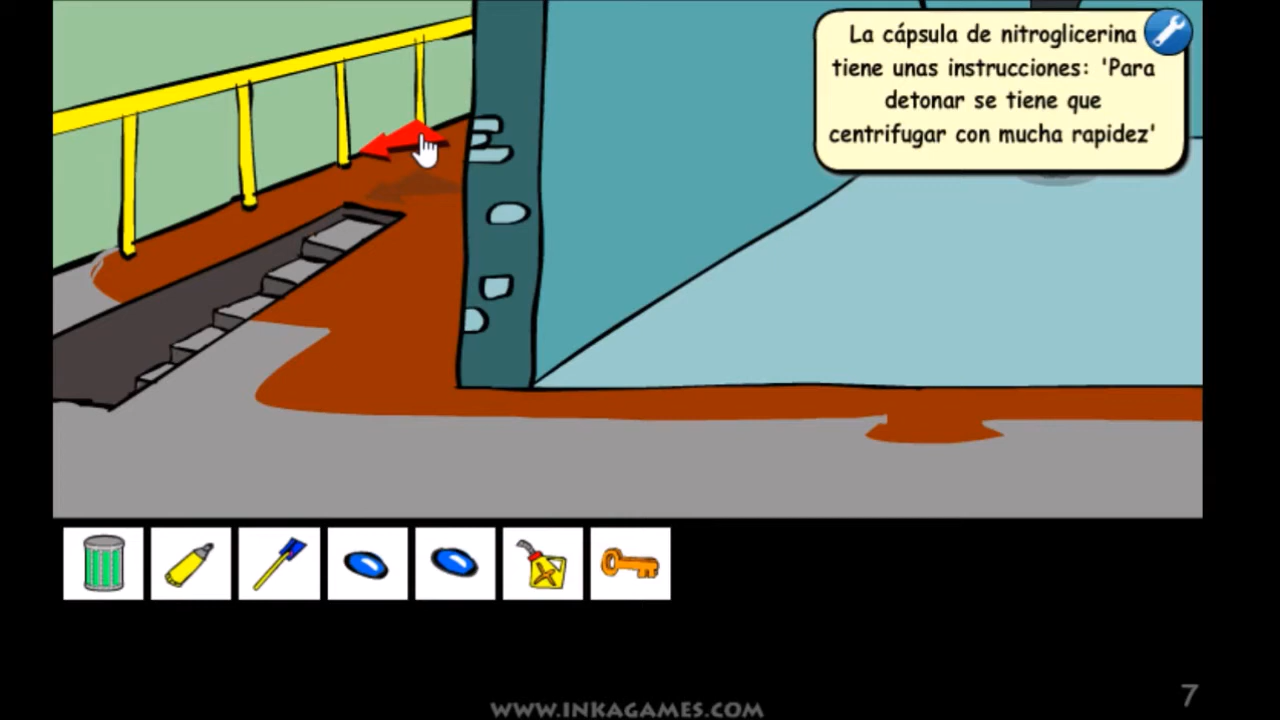 La cápsula de nitroglicerina
tiene unas instrucciones: 'Para
detonar se tiene que
centrifugar con mucha rapidez'
7
WWW.INKAGAMES.COM